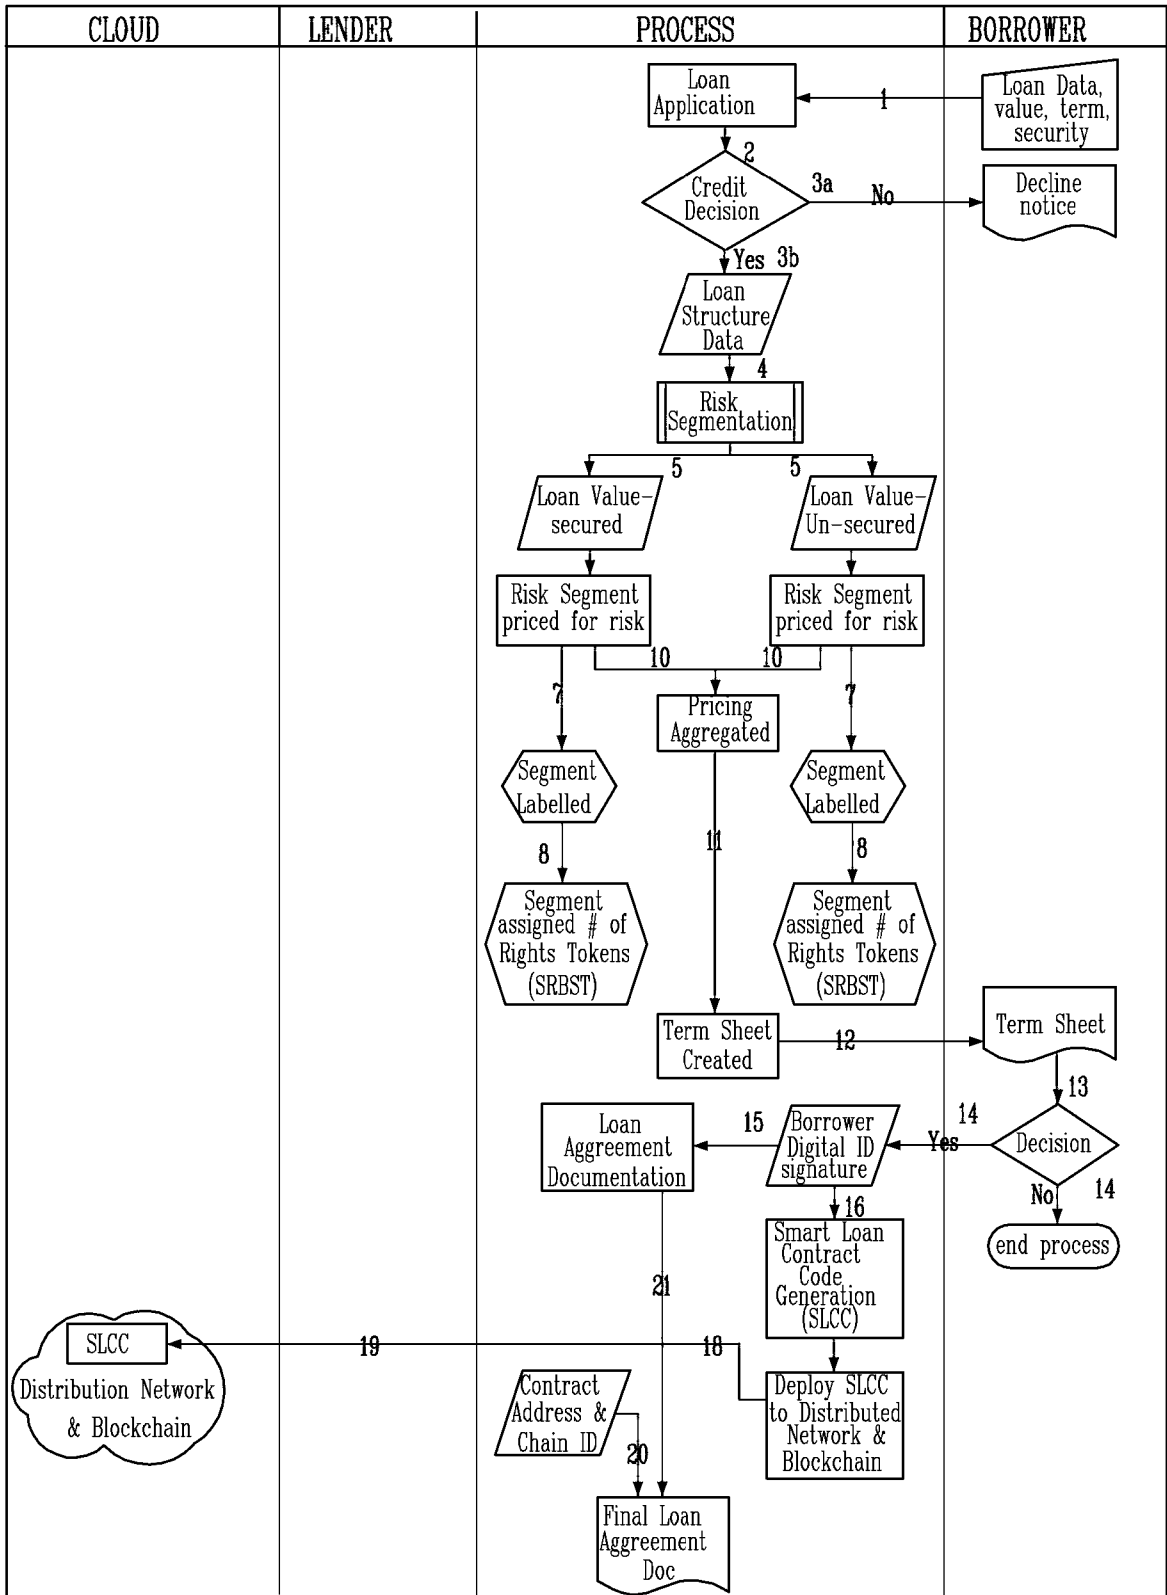 CLOUD
LENDER
PROCESS
BORROWER
Loan
Application
1
Loan Data,
value, term,
security
2
Credit
Decision
3a
No
Decline
notice
Yes 3b
Loan
Structure
Data
4
Risk
Segmentation
5
5
Loan Value-
secured
Loan Value-
Un-secured
Risk Segment
priced for risk
Risk Segment
priced for risk
10
10
7
7
Pricing
Aggregated
Segment
Labelled
Segment
Labelled
11
8
8
Segment
assigned # of
Rights Tokens
(SRBST)
Segment
assigned # of
Rights Tokens
(SRBST)
Term Sheet
Created
12
Term Sheet
13
Loan
Aggreement
Documentation
15
Borrower
Digital ID
signature
14
Yes
Decision
No
14
16
end process
Smart Loan
Contract
Code
Generation
(SLCC)
21
SLCC
Distribution Network
& Blockchain
19
18
Contract
Address &
Chain ID
Deploy SLCC
to Distributed
Network &
Blockchain
20
Final Loan
Aggreement
Doc